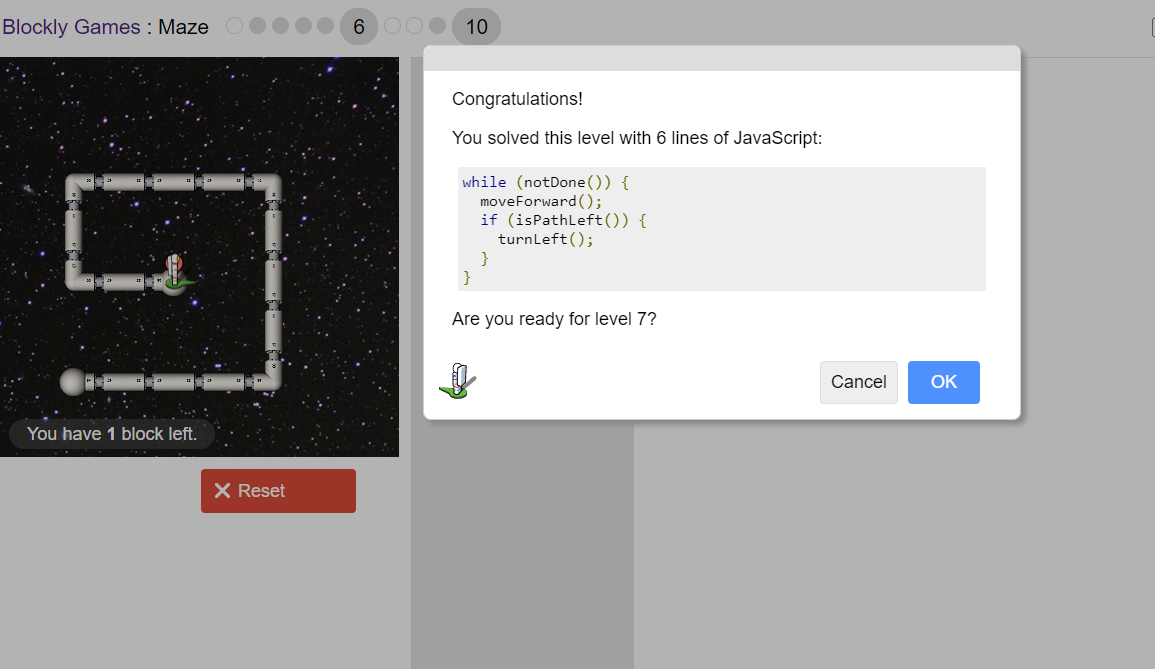 Blockly Games : Maze 6 10
Congratulations!
You solved this level with 6 lines of JavaScript:
while (notDone()) {
  moveForward();
  if (isPathLeft()) {
    turnLeft();
  }
}
Are you ready for level 7?
Cancel OK
You have 1 block left.
Reset